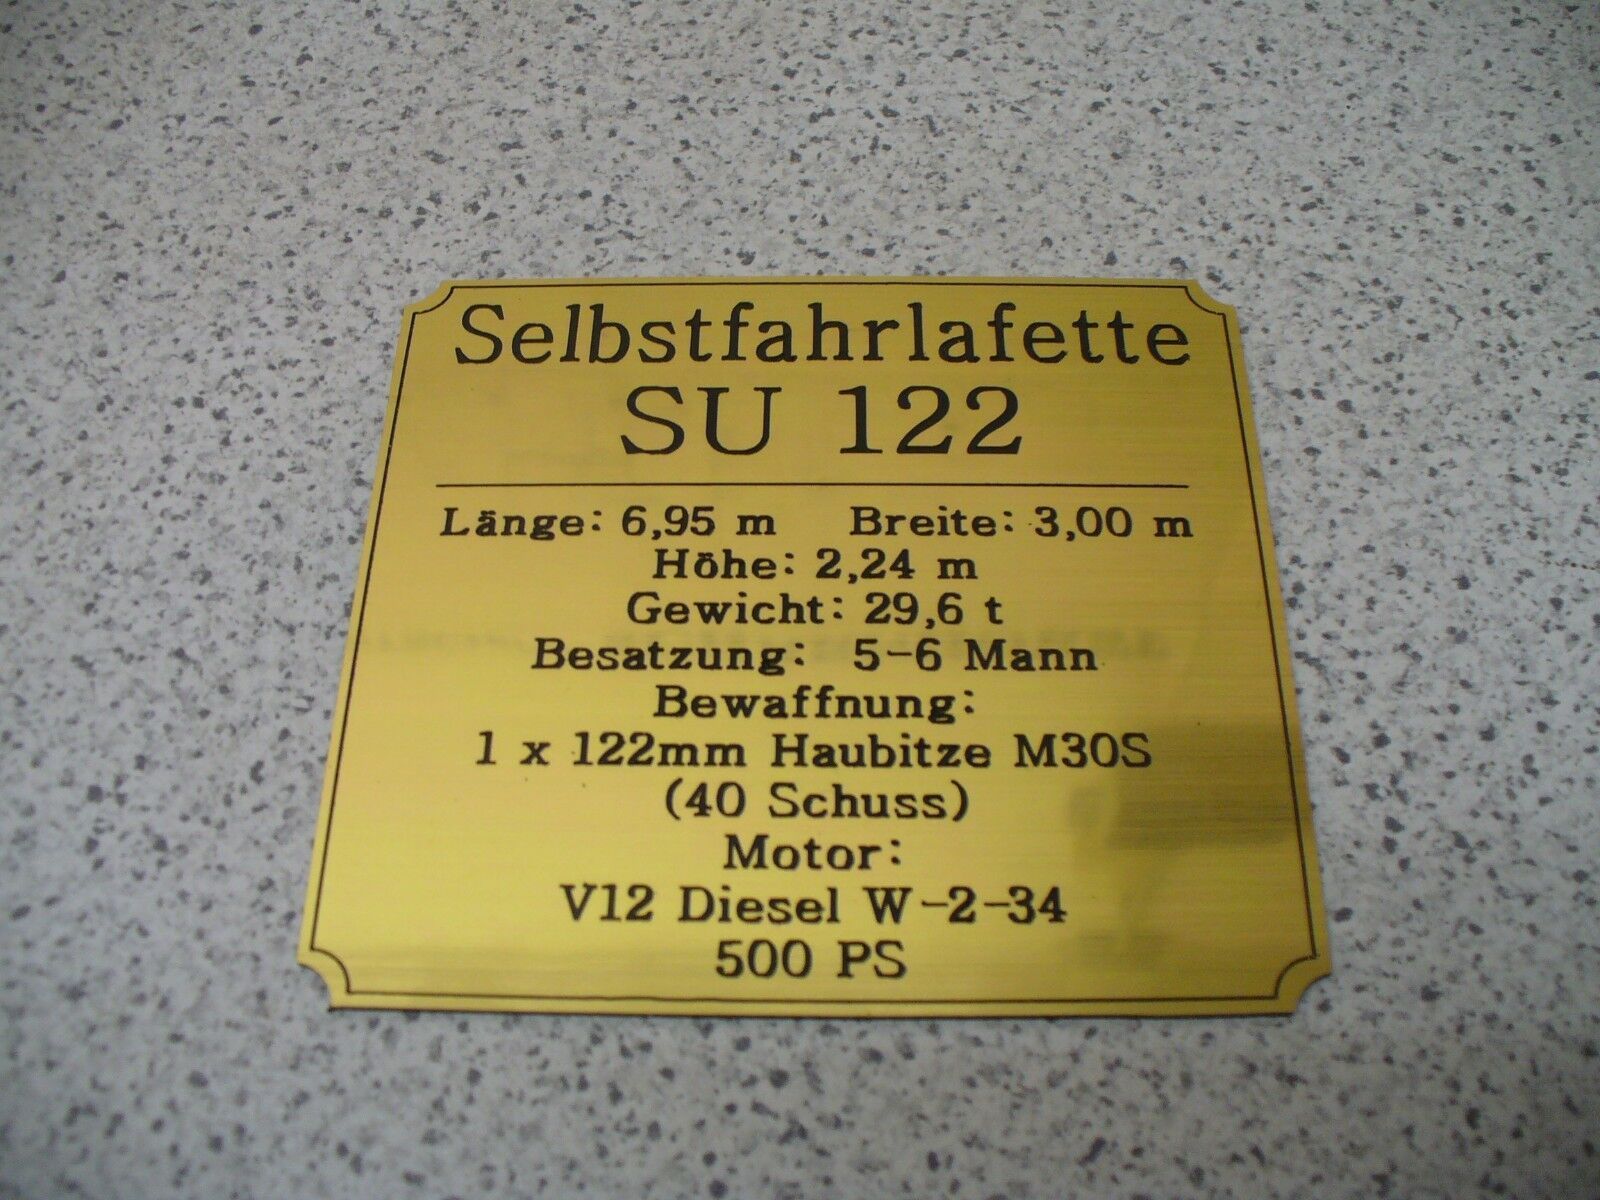 Selbstfahrlafette
SU 122
Länge: 6,95 m Breite: 3,00 m
Höhe: 2,24 m
Gewicht: 29,6 t
Besatzung: 5-6 Mann
Bewaffnung:
1 x 122mm Haubitze M30S
(40 Schuss)
Motor:
V12 Diesel W-2-34
500 PS